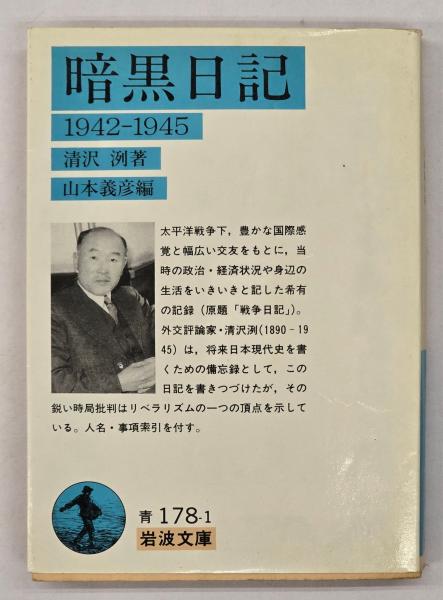 暗黒日記
1942-1945
清沢 洌著
山本義彦編
太平洋戦争下，豊かな国際感
覚と幅広い交友をもとに，当
時の政治・経済状況や身辺の
生活をいきいきと記した希有
の記録（原題「戦争日記」）。
外交評論家・清沢洌(1890-19
45)は，将来日本現代史を書
くための備忘録として，この
日記を書きつづけたが，その
鋭い時局批判はリベラリズムの一つの頂点を示して
いる。人名・事項索引を付す。
青 178-1
岩波文庫